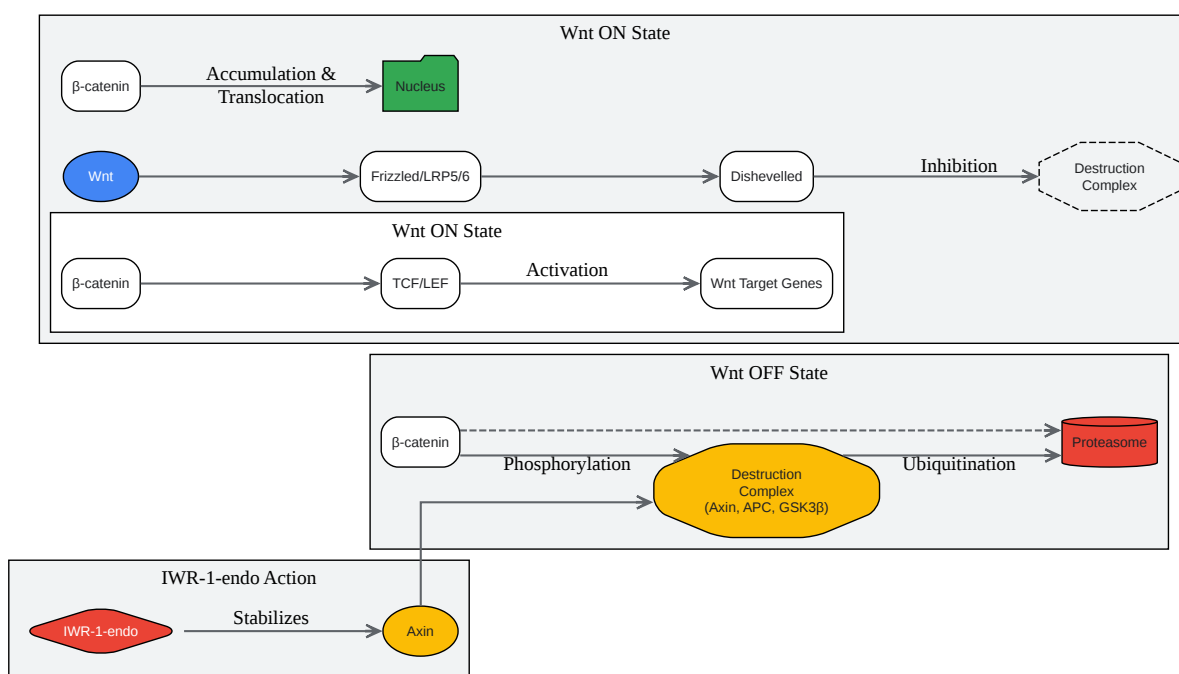 Wnt ON State
β-catenin
Accumulation &
Translocation
Nucleus
Wnt
Frizzled/LRP5/6
Dishevelled
Inhibition
Destruction
Complex
Wnt ON State
β-catenin
TCF/LEF
Activation
Wnt Target Genes
Wnt OFF State
β-catenin
Phosphorylation
Destruction
Complex
(Axin, APC, GSK3β)
Ubiquitination
Proteasome
IWR-1-endo Action
IWR-1-endo
Stabilizes
Axin